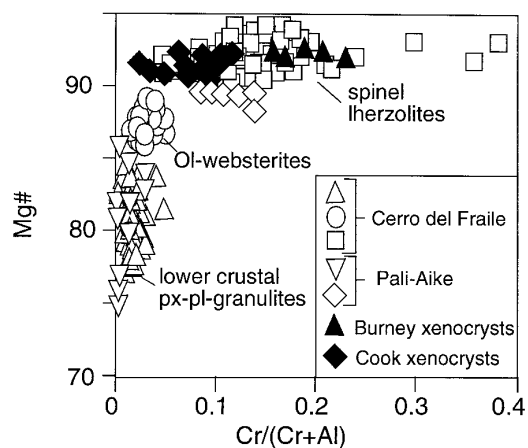 90
80
70
Mg#
0
0.1
0.2
0.3
0.4
Cr/(Cr+Al)
spinel
lherzolites
Ol-websterites
lower crustal
px-pl-granulites
Cerro del Fraile
Pali-Aike
Burney xenocrysts
Cook xenocrysts